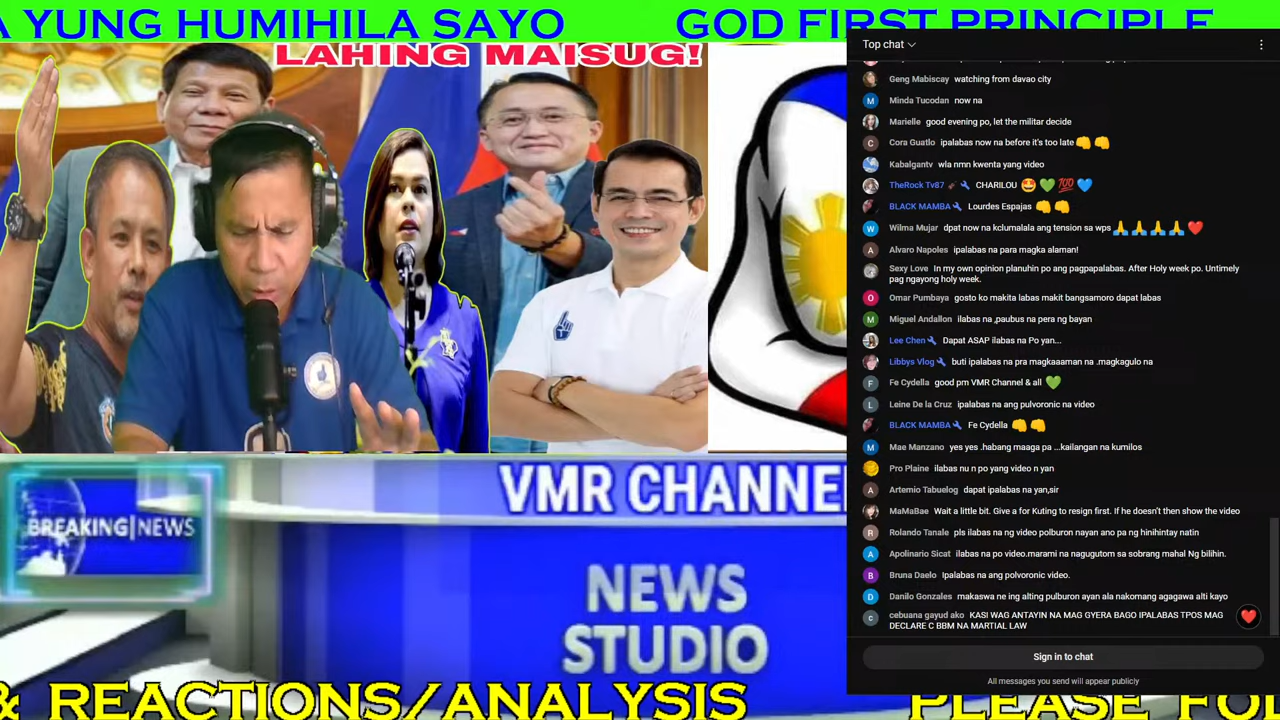 A YUNG HUMIHILA SAYO GOD FIRST PRINCIPLE
LAHING MAISUG!
BREAKING|NEWS
VMR CHANNE
NEWS
STUDIO
& REACTIONS/ANALYSIS PLEASE FOL
Top chat
Geng Mabiscay watching from davao city
Minda Tucodan now na
Marielle good evening po, let the militar decide
Cora Guatlo ipalabas now na before it's too late👊👊
Kabalgantv wla nmn kwenta yang video
TheRock Tv87 CHARILOU 🤩💚💯💙
BLACK MAMBA Lourdes Espajas 👊👊
Wilma Mujar dpat now na kclumalala ang tension sa wps🙏🙏🙏🙏❤️
Alvaro Napoles ipalabas na para magka alaman!
Sexy Love In my own opinion planuhin po ang pagpapalabas. After Holy week po. Untimely
pag ngayong holy week.
Omar Pumbaya gosto ko makita labas makit bangsamoro dapat labas
Miguel Andallon ilabas na ,paubus na pera ng bayan
Lee Chen Dapat ASAP ilabas na Po yan...
Libbys Vlog buti ipalabas na pra magkaaaman na .magkagulo na
Fe Cydella good pm VMR Channel & all 💚
Leine De la Cruz ipalabas na ang pulvoronic na video
BLACK MAMBA Fe Cydella 👊👊
Mae Manzano yes yes .habang maaga pa ...kailangan na kumilos
Pro Plaine ilabas nu n po yang video n yan
Artemio Tabuelog dapat ipalabas na yan,sir
MaMaBae Wait a little bit. Give a for Kuting to resign first. If he doesn't then show the video
Rolando Tanale pls ilabas na ng video polburon nayan ano pa ng hinihintay natin
Apolinario Sicat ilabas na po video.marami na nagugutom sa sobrang mahal Ng bilihin.
Bruna Daelo Ipalabas na ang polvoronic video.
Danilo Gonzales makaswa ne ing alting pulburon ayan ala nakomang agagawa alti kayo
cebuana gayud ako KASI WAG ANTAYIN NA MAG GYERA BAGO IPALABAS TPOS MAG
DECLARE C BBM NA MARTIAL LAW
Sign in to chat
All messages you send will appear publicly